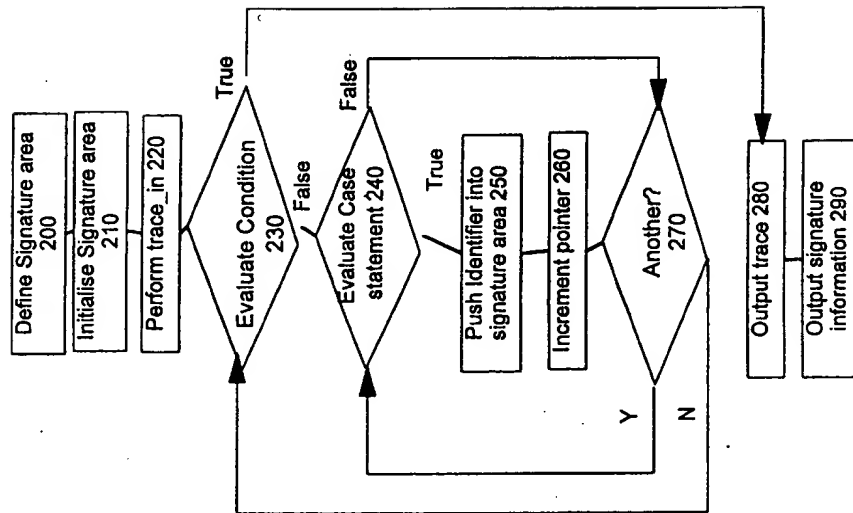 Define Signature area
200
Initialise Signature area
210
Perform trace_in 220
True
Evaluate Condition
230
False
Evaluate Case
statement 240
False
True
Push Identifier into
signature area 250
Increment pointer 260
Another?
270
Y
N
Output trace 280
Output signature
information 290